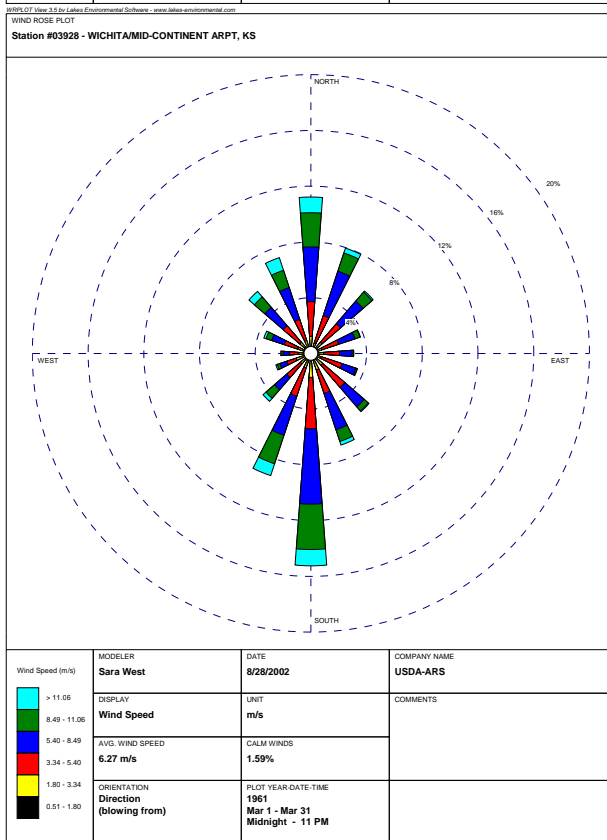 WRPLOT View 3.5 by Lakes Environmental Software - www.lakes-environmental.com
WIND ROSE PLOT
Station #03928 - WICHITA/MID-CONTINENT ARPT, KS
NORTH
20%
16%
12%
8%
4%
WEST
EAST
SOUTH
Wind Speed (m/s)
> 11.06
8.49 - 11.06
5.40 - 8.49
3.34 - 5.40
1.80 - 3.34
0.51 - 1.80
MODELER
Sara West
DATE
8/28/2002
COMPANY NAME
USDA-ARS
DISPLAY
Wind Speed
UNIT
m/s
COMMENTS
AVG. WIND SPEED
6.27 m/s
CALM WINDS
1.59%
ORIENTATION
Direction
(blowing from)
PLOT YEAR-DATE-TIME
1961
Mar 1 - Mar 31
Midnight - 11 PM